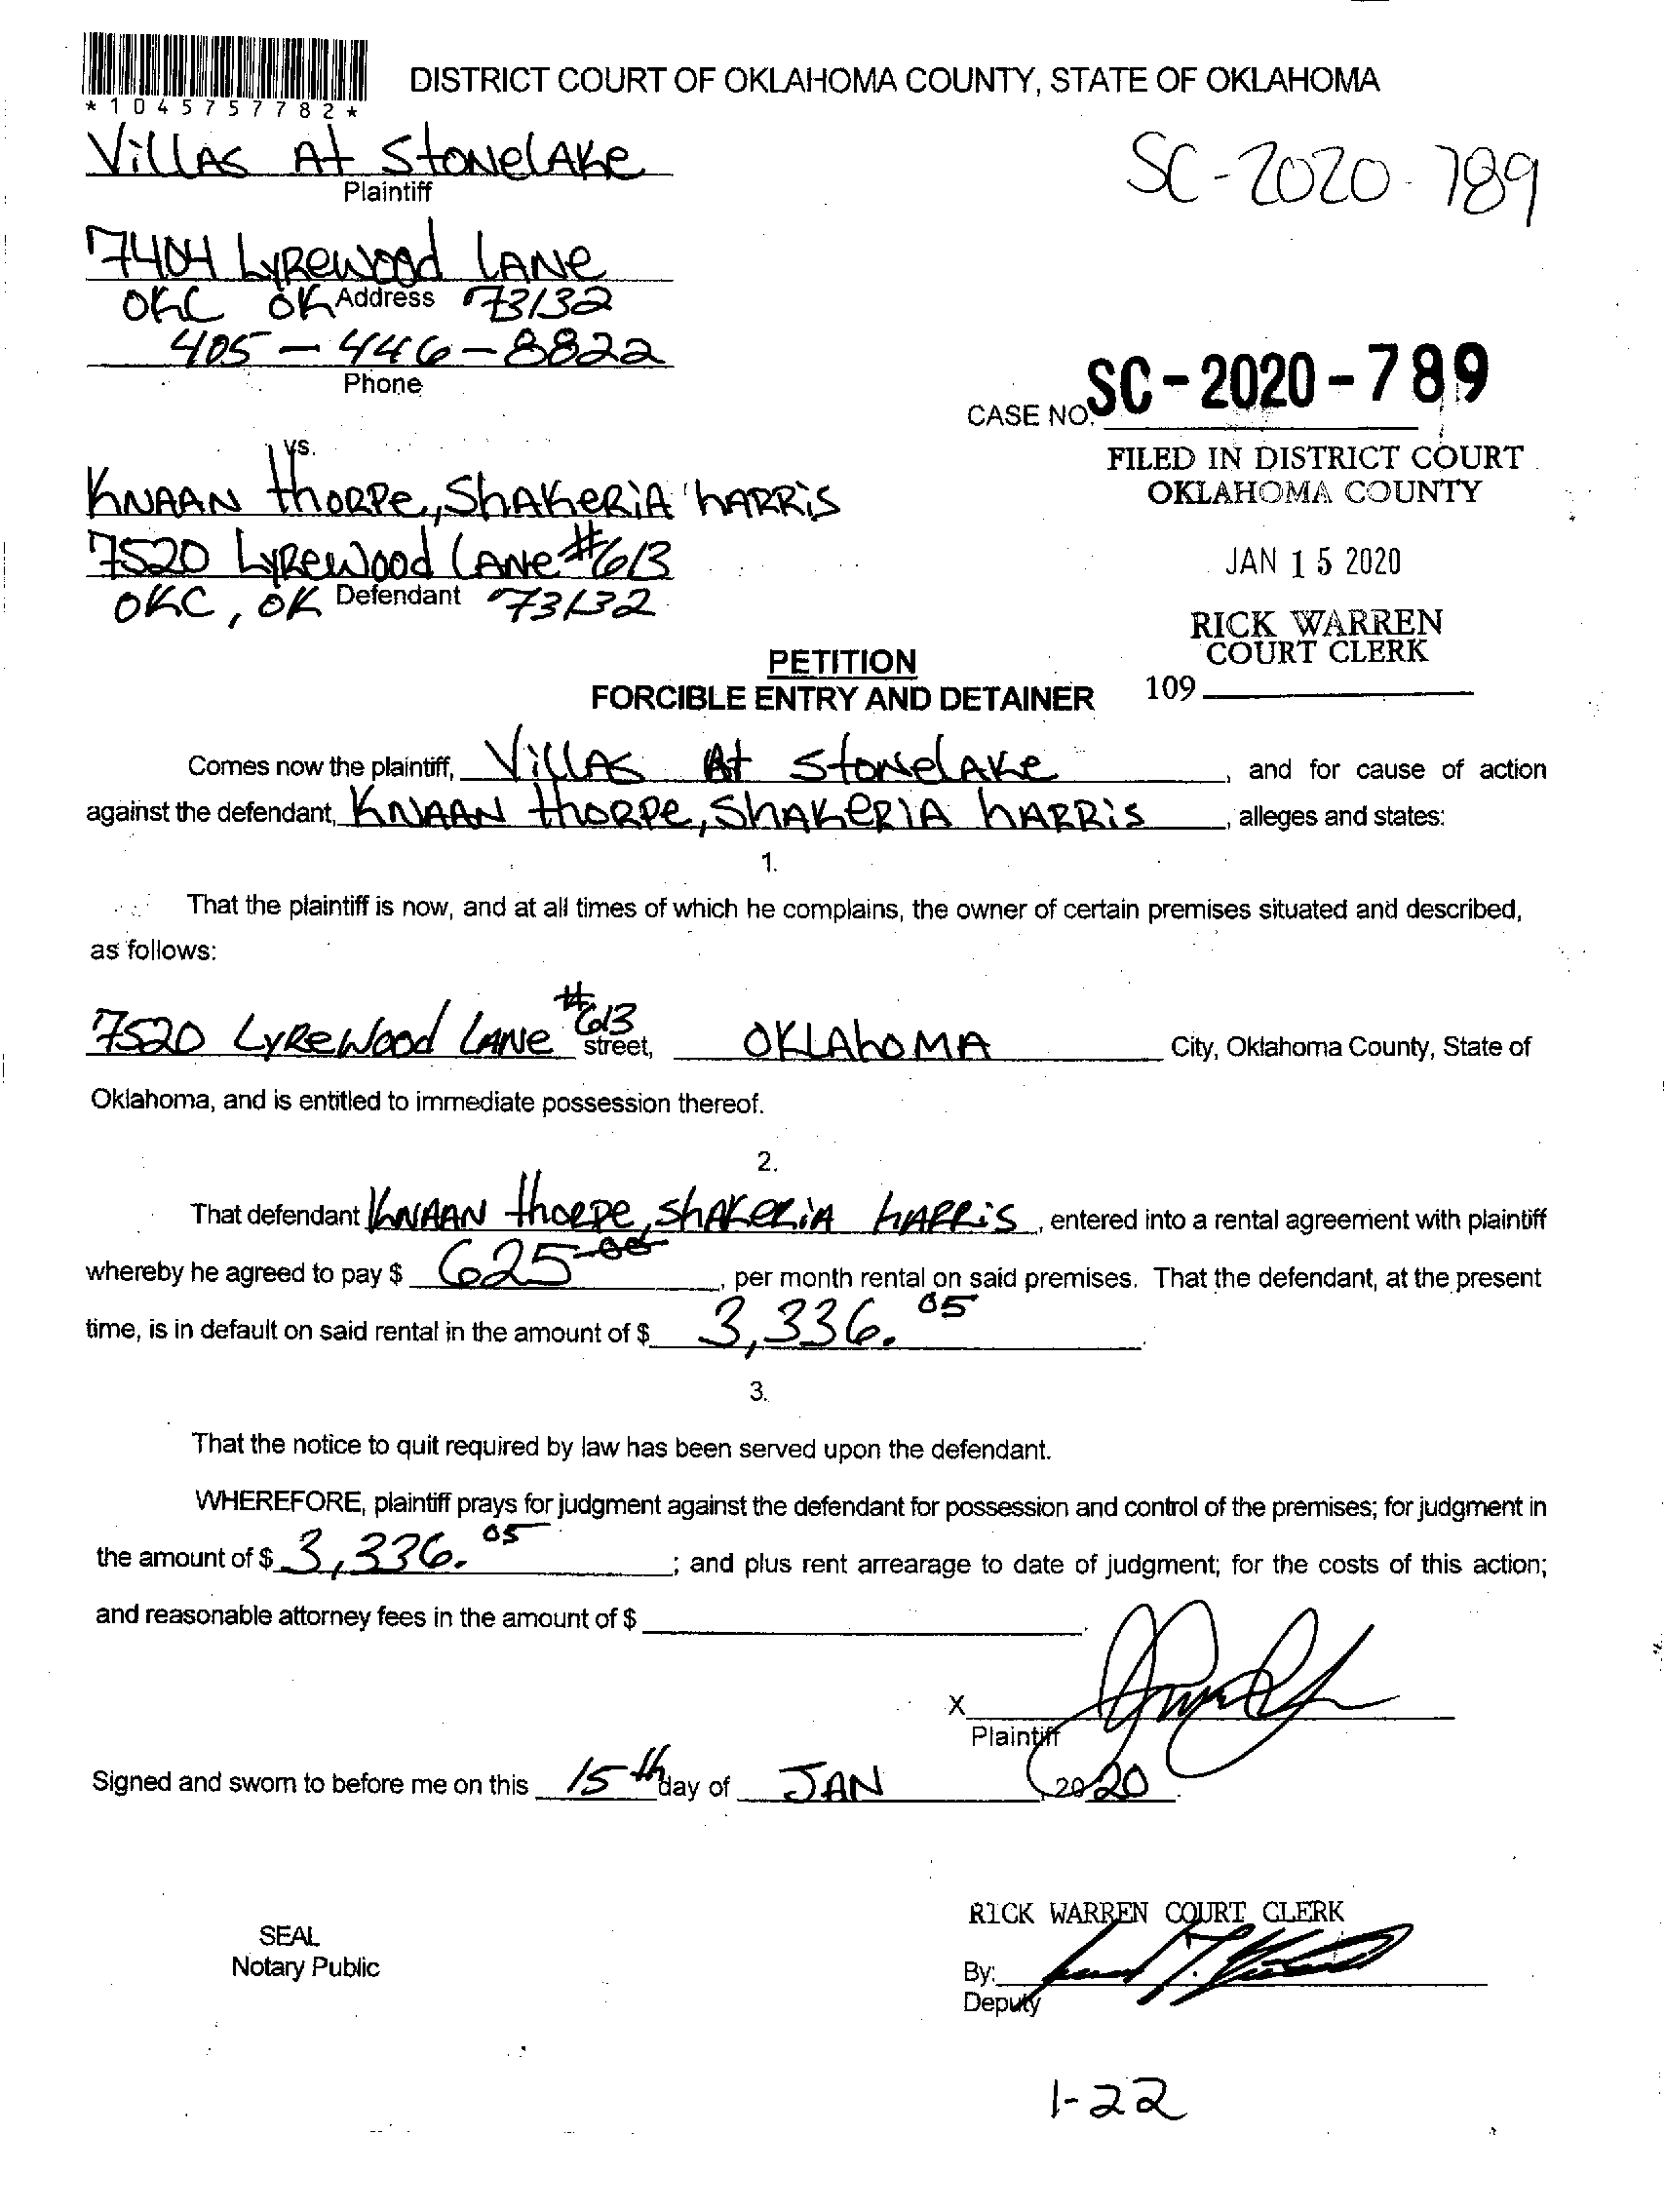 *1045757782*
DISTRICT COURT OF OKLAHOMA COUNTY, STATE OF OKLAHOMA
Villas At Stonelake
Plaintiff
SC-2020-789
7404 Lyrewood Lane
OKC OK Address 73132
405-446-8822
Phone
CASE NO. SC-2020-789
vs.
FILED IN DISTRICT COURT
OKLAHOMA COUNTY
Knaan thorpe, Shakeria harris
7520 Lyrewood Lane #613
JAN 15 2020
OKC, OK Defendant 73132
RICK WARREN
COURT CLERK
109
PETITION
FORCIBLE ENTRY AND DETAINER
Comes now the plaintiff, Villas At Stonelake, and for cause of action
against the defendant, Knaan thorpe, Shakeria harris, alleges and states:
1.
That the plaintiff is now, and at all times of which he complains, the owner of certain premises situated and described,
as follows:
7520 Lyrewood Lane #613 street, Oklahoma City, Oklahoma County, State of
Oklahoma, and is entitled to immediate possession thereof.
2.
That defendant Knaan thorpe, Shakeria harris, entered into a rental agreement with plaintiff
whereby he agreed to pay $ 625.00, per month rental on said premises. That the defendant, at the present
time, is in default on said rental in the amount of $ 3,336.05.
3.
That the notice to quit required by law has been served upon the defendant.
WHEREFORE, plaintiff prays for judgment against the defendant for possession and control of the premises; for judgment in
the amount of $ 3,336.05; and plus rent arrearage to date of judgment; for the costs of this action;
and reasonable attorney fees in the amount of $
X
Plaintiff
Signed and sworn to before me on this 15th day of JAN, 2020.
RICK WARREN COURT CLERK
SEAL
Notary Public
By:
Deputy
1-22